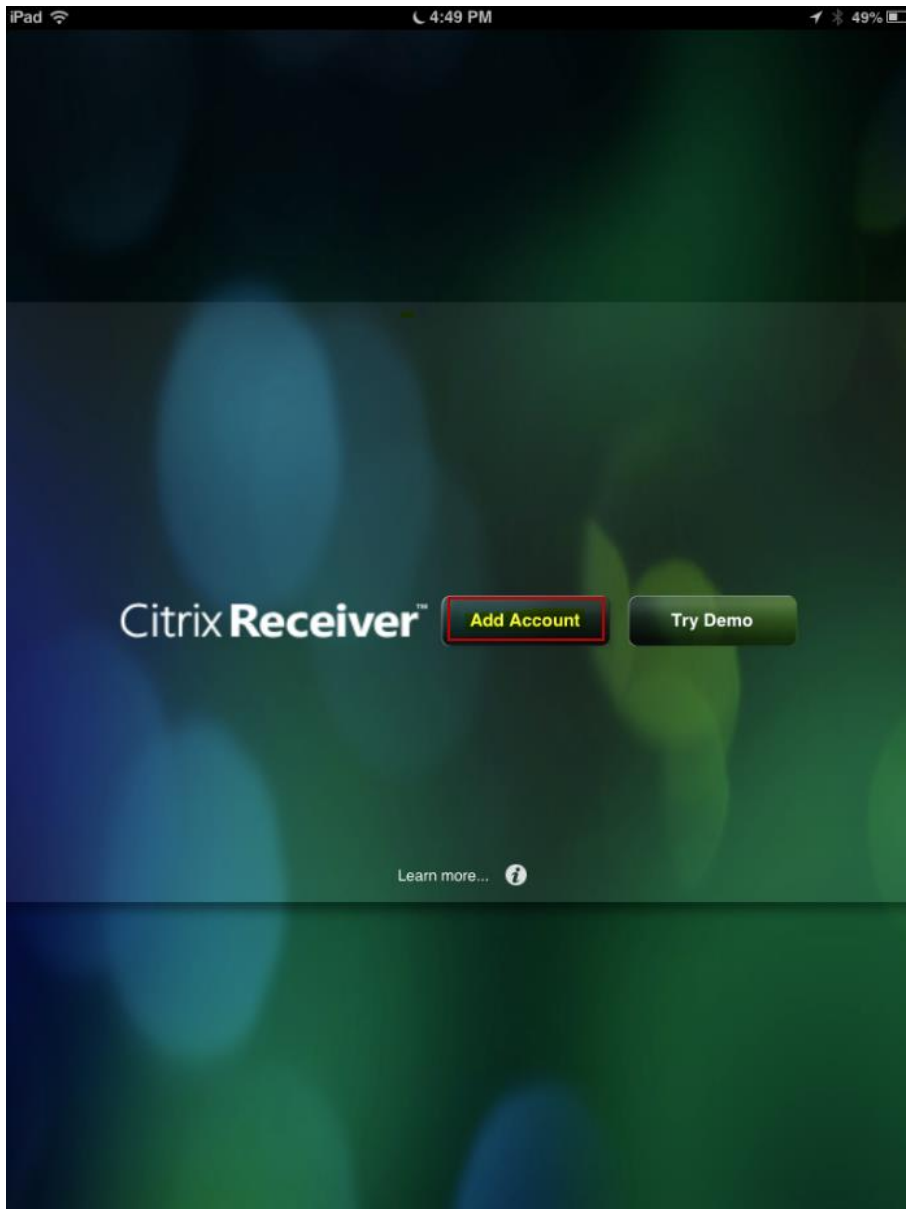 iPad 4:49 PM 49%
Citrix Receiver™ Add Account Try Demo
Learn more... i